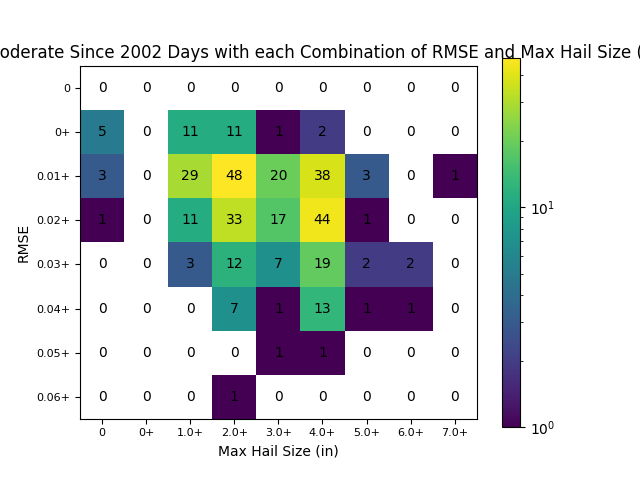 oderate Since 2002 Days with each Combination of RMSE and Max Hail Size (
0 0 0 0 0 0 0 0 0 0
0+ 5 0 11 11 1 2 0 0 0
0.01+ 3 0 29 48 20 38 3 0 1
0.02+ 1 0 11 33 17 44 1 0 0
0.03+ 0 0 3 12 7 19 2 2 0
0.04+ 0 0 0 7 1 13 1 1 0
0.05+ 0 0 0 0 1 1 0 0 0
0.06+ 0 0 0 1 0 0 0 0 0
0 0+ 1.0+ 2.0+ 3.0+ 4.0+ 5.0+ 6.0+ 7.0+
Max Hail Size (in)
RMSE
10¹
10⁰